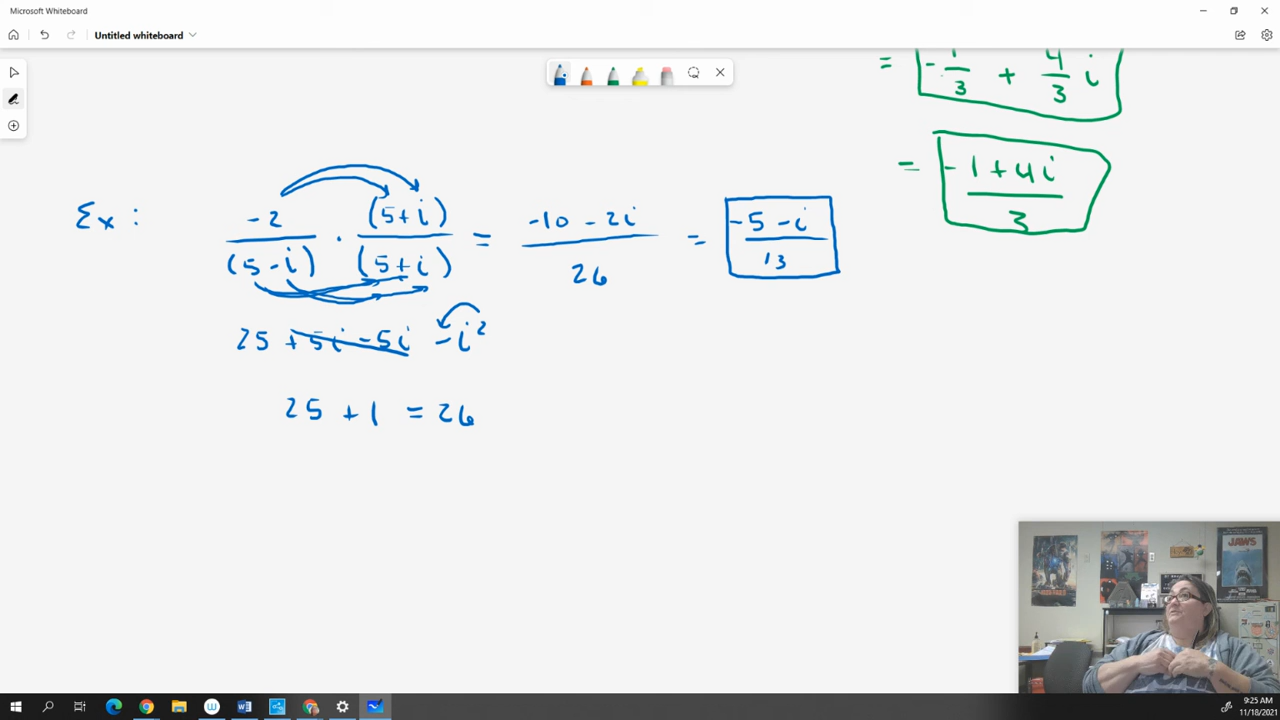 Microsoft Whiteboard
Untitled whiteboard
= -1/3 + 4/3 i
= -1+4i / 3
Ex: -2/(5-i) · (5+i)/(5+i) = -10-2i / 26 = -5-i / 13
25 +5i -5i -i²
25 +1 = 26
JAWS
9:25 AM
11/18/2021